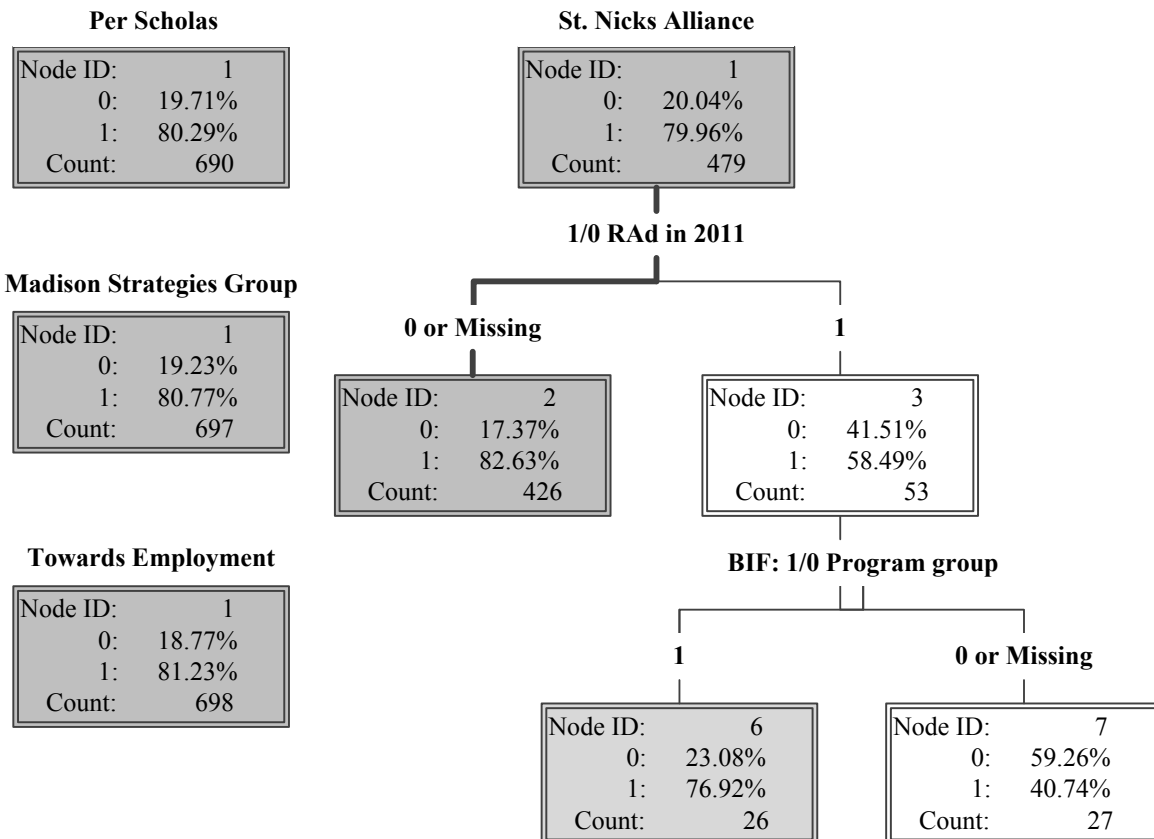 Per Scholas
Node ID: 1
0: 19.71%
1: 80.29%
Count: 690
Madison Strategies Group
Node ID: 1
0: 19.23%
1: 80.77%
Count: 697
Towards Employment
Node ID: 1
0: 18.77%
1: 81.23%
Count: 698
St. Nicks Alliance
Node ID: 1
0: 20.04%
1: 79.96%
Count: 479
1/0 RAd in 2011
0 or Missing
Node ID: 2
0: 17.37%
1: 82.63%
Count: 426
1
Node ID: 3
0: 41.51%
1: 58.49%
Count: 53
BIF: 1/0 Program group
1
Node ID: 6
0: 23.08%
1: 76.92%
Count: 26
0 or Missing
Node ID: 7
0: 59.26%
1: 40.74%
Count: 27